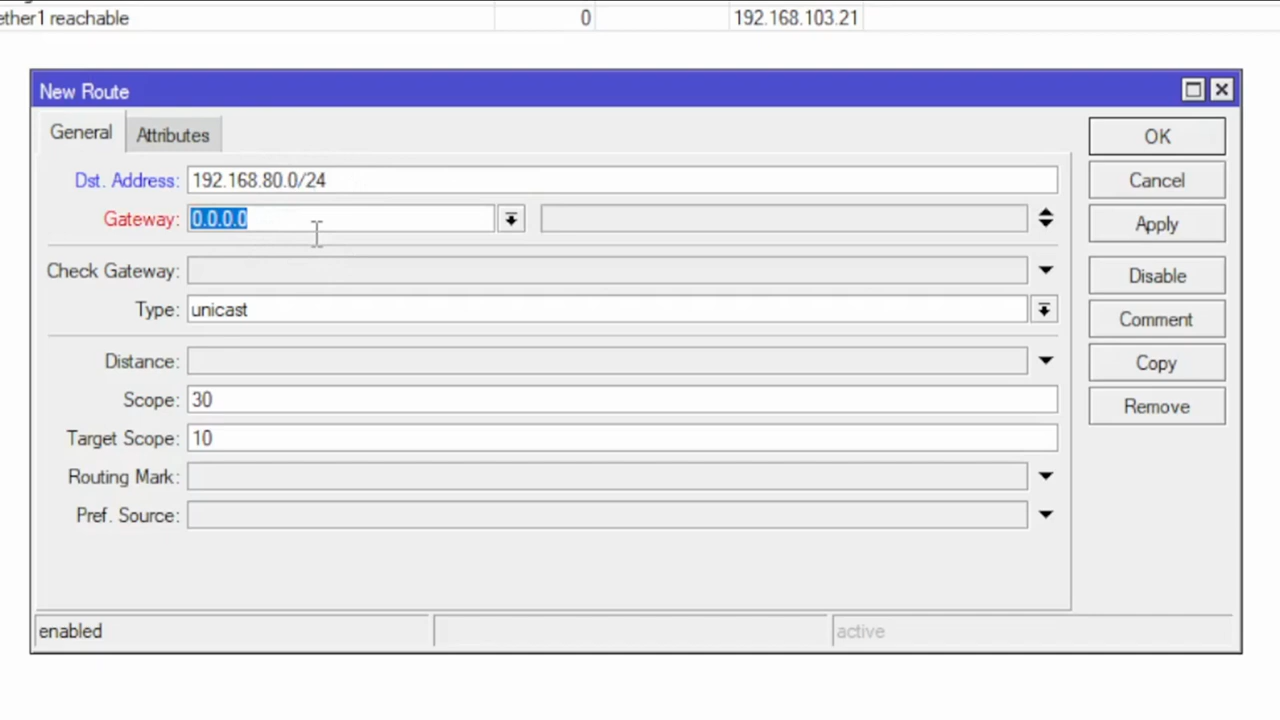 ether1 reachable 0 192.168.103.21
New Route
General Attributes
OK
Dst. Address: 192.168.80.0/24
Cancel
Gateway: 0.0.0.0
Apply
Check Gateway:
Disable
Type: unicast
Comment
Distance:
Copy
Scope: 30
Remove
Target Scope: 10
Routing Mark:
Pref. Source:
enabled active